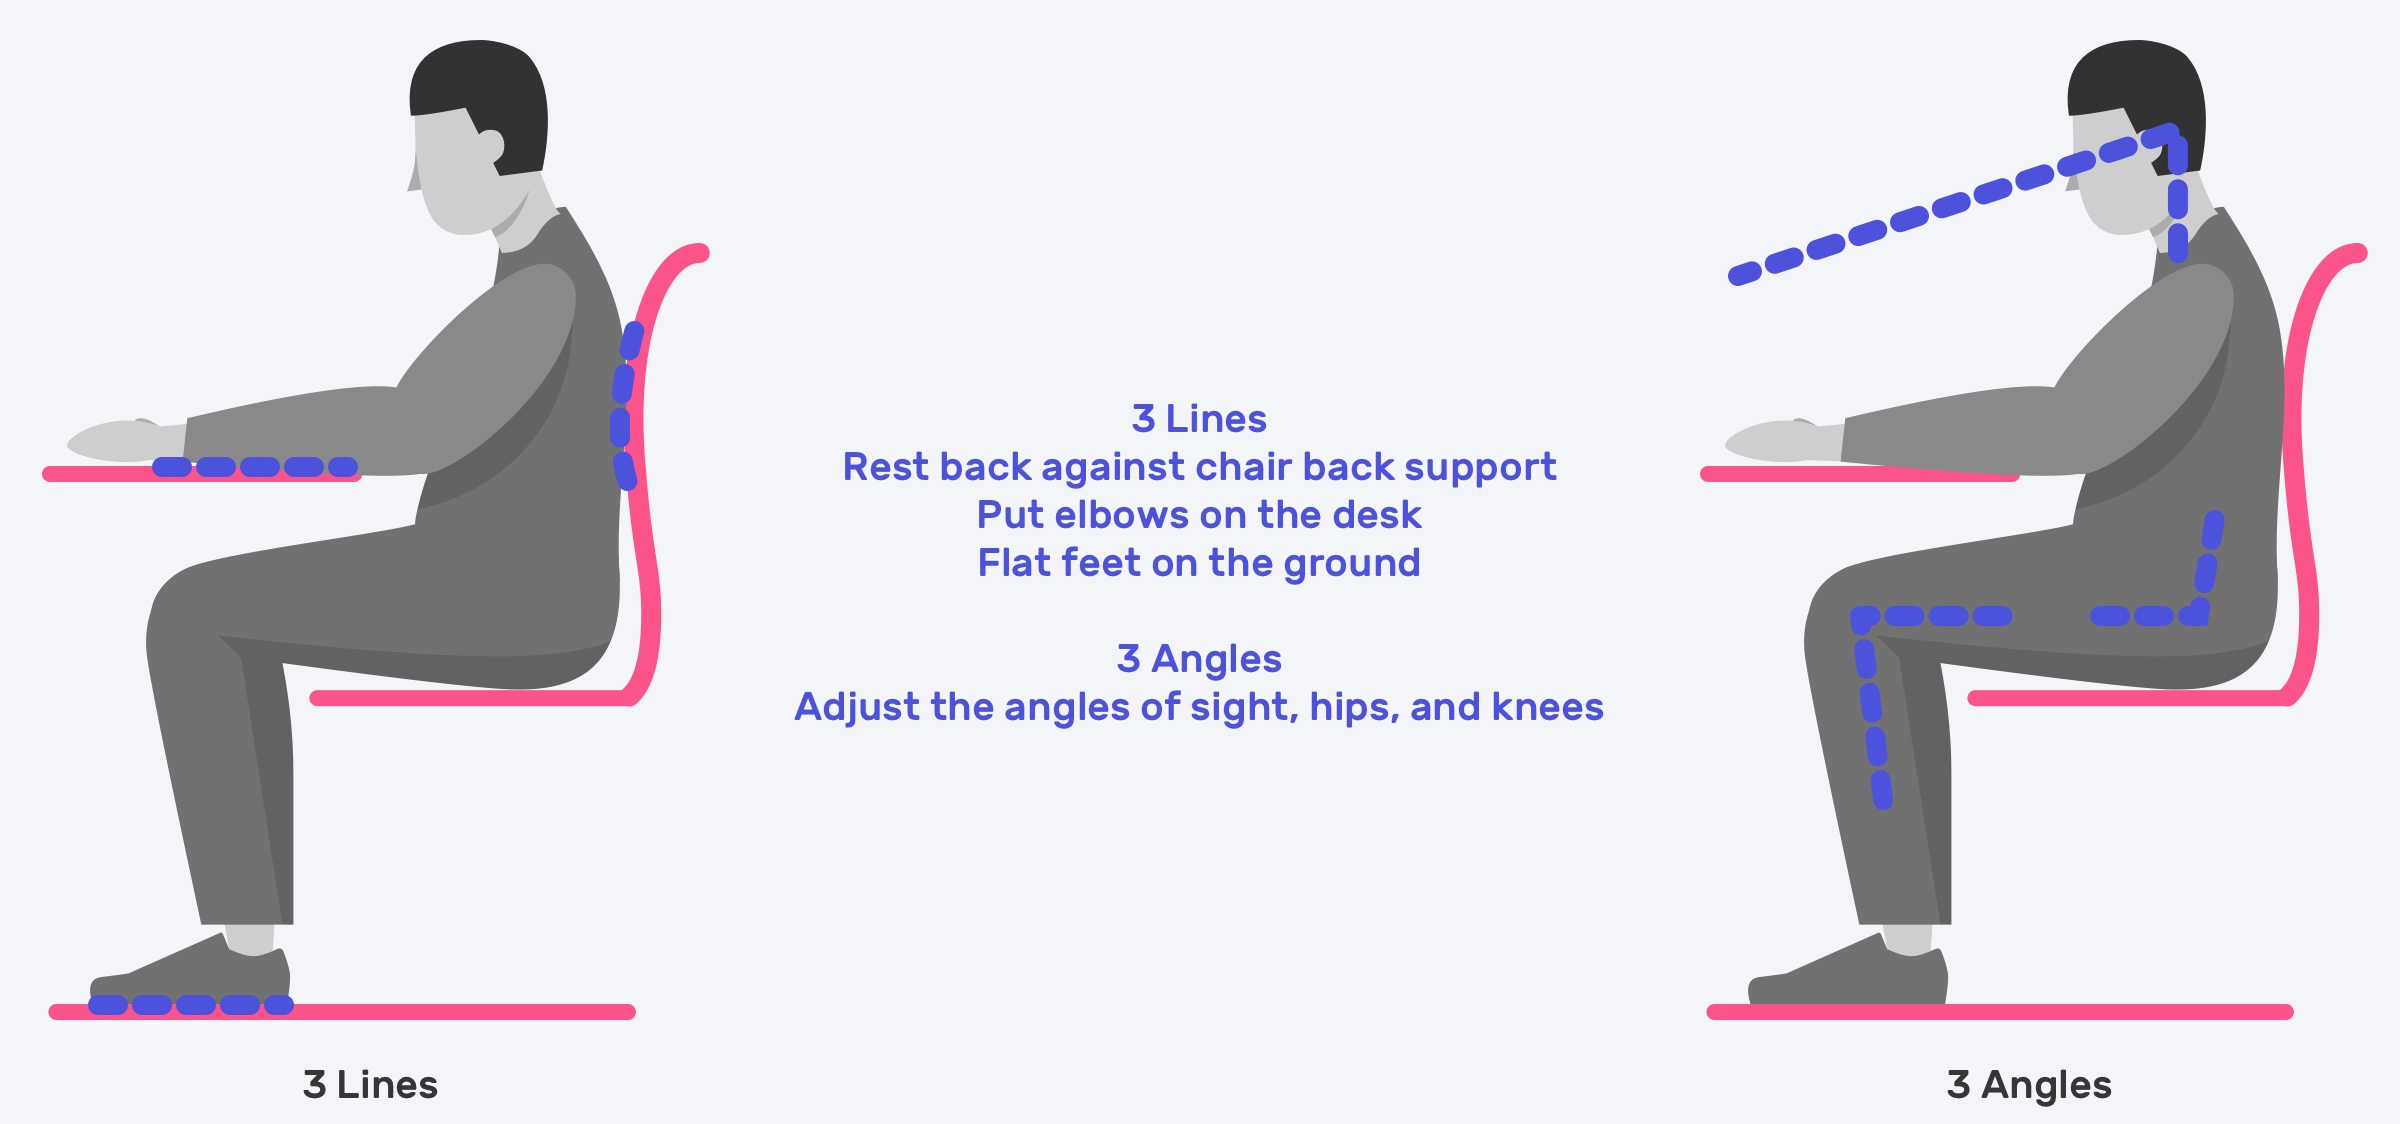 3 Lines
Rest back against chair back support
Put elbows on the desk
Flat feet on the ground
3 Angles
Adjust the angles of sight, hips, and knees
3 Lines
3 Angles